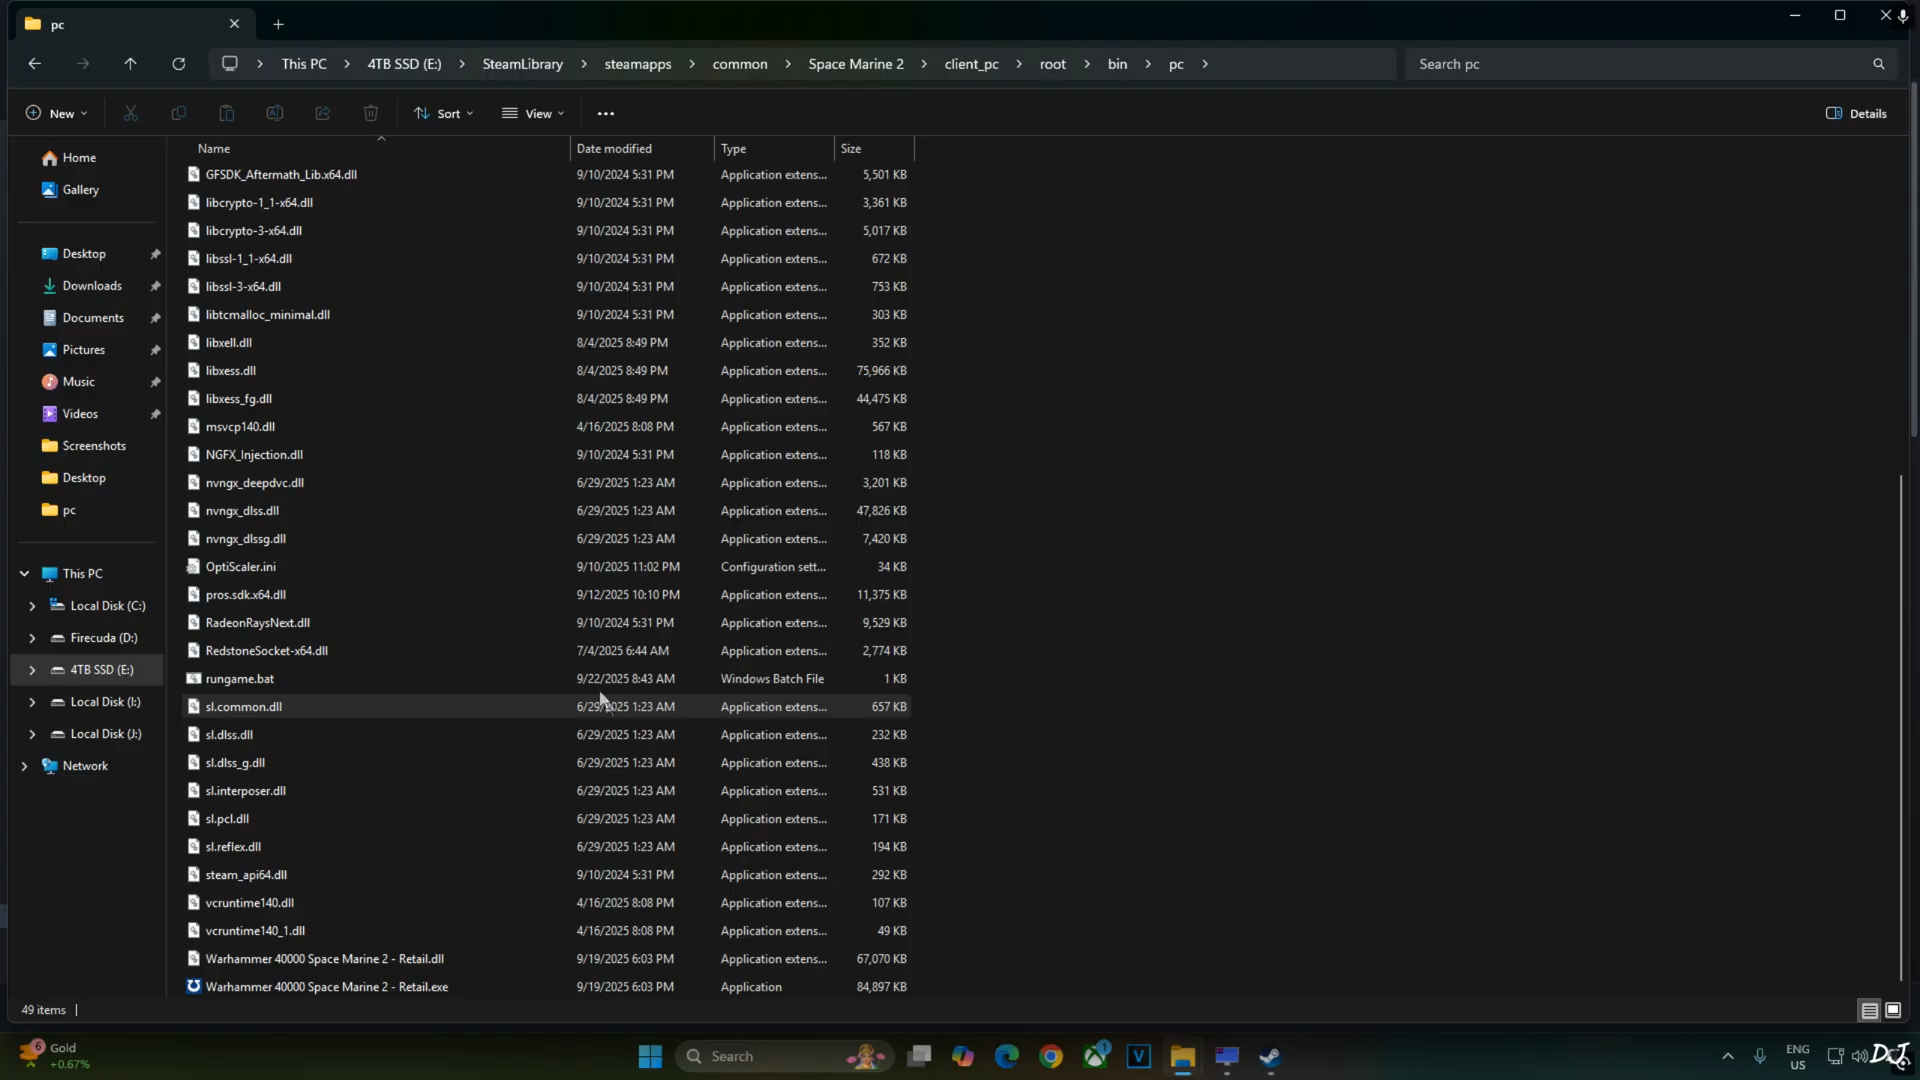 pc
This PC
4TB SSD (E:)
SteamLibrary
steamapps
common
Space Marine 2
client_pc
root
bin
pc
Search pc
New
Sort
View
Details
Home
Gallery
Desktop
Downloads
Documents
Pictures
Music
Videos
Screenshots
Desktop
pc
This PC
Local Disk (C:)
Firecuda (D:)
4TB SSD (E:)
Local Disk (I:)
Local Disk (J:)
Network
Name Date modified Type Size
GFSDK_Aftermath_Lib.x64.dll 9/10/2024 5:31 PM Application extens... 5,501 KB
libcrypto-1_1-x64.dll 9/10/2024 5:31 PM Application extens... 3,361 KB
libcrypto-3-x64.dll 9/10/2024 5:31 PM Application extens... 5,017 KB
libssl-1_1-x64.dll 9/10/2024 5:31 PM Application extens... 672 KB
libssl-3-x64.dll 9/10/2024 5:31 PM Application extens... 753 KB
libtcmalloc_minimal.dll 9/10/2024 5:31 PM Application extens... 303 KB
libxell.dll 8/4/2025 8:49 PM Application extens... 352 KB
libxess.dll 8/4/2025 8:49 PM Application extens... 75,966 KB
libxess_fg.dll 8/4/2025 8:49 PM Application extens... 44,475 KB
msvcp140.dll 4/16/2025 8:08 PM Application extens... 567 KB
NGFX_Injection.dll 9/10/2024 5:31 PM Application extens... 118 KB
nvngx_deepdvc.dll 6/29/2025 1:23 AM Application extens... 3,201 KB
nvngx_dlss.dll 6/29/2025 1:23 AM Application extens... 47,826 KB
nvngx_dlssg.dll 6/29/2025 1:23 AM Application extens... 7,420 KB
OptiScaler.ini 9/10/2025 11:02 PM Configuration sett... 34 KB
pros.sdk.x64.dll 9/12/2025 10:10 PM Application extens... 11,375 KB
RadeonRaysNext.dll 9/10/2024 5:31 PM Application extens... 9,529 KB
RedstoneSocket-x64.dll 7/4/2025 6:44 AM Application extens... 2,774 KB
rungame.bat 9/22/2025 8:43 AM Windows Batch File 1 KB
sl.common.dll 6/29/2025 1:23 AM Application extens... 657 KB
sl.dlss.dll 6/29/2025 1:23 AM Application extens... 232 KB
sl.dlss_g.dll 6/29/2025 1:23 AM Application extens... 438 KB
sl.interposer.dll 6/29/2025 1:23 AM Application extens... 531 KB
sl.pcl.dll 6/29/2025 1:23 AM Application extens... 171 KB
sl.reflex.dll 6/29/2025 1:23 AM Application extens... 194 KB
steam_api64.dll 9/10/2024 5:31 PM Application extens... 292 KB
vcruntime140.dll 4/16/2025 8:08 PM Application extens... 107 KB
vcruntime140_1.dll 4/16/2025 8:08 PM Application extens... 49 KB
Warhammer 40000 Space Marine 2 - Retail.dll 9/19/2025 6:03 PM Application extens... 67,070 KB
Warhammer 40000 Space Marine 2 - Retail.exe 9/19/2025 6:03 PM Application 84,897 KB
49 items
6
Gold
+0.67%
Search
1
V
ENG
US
DJ